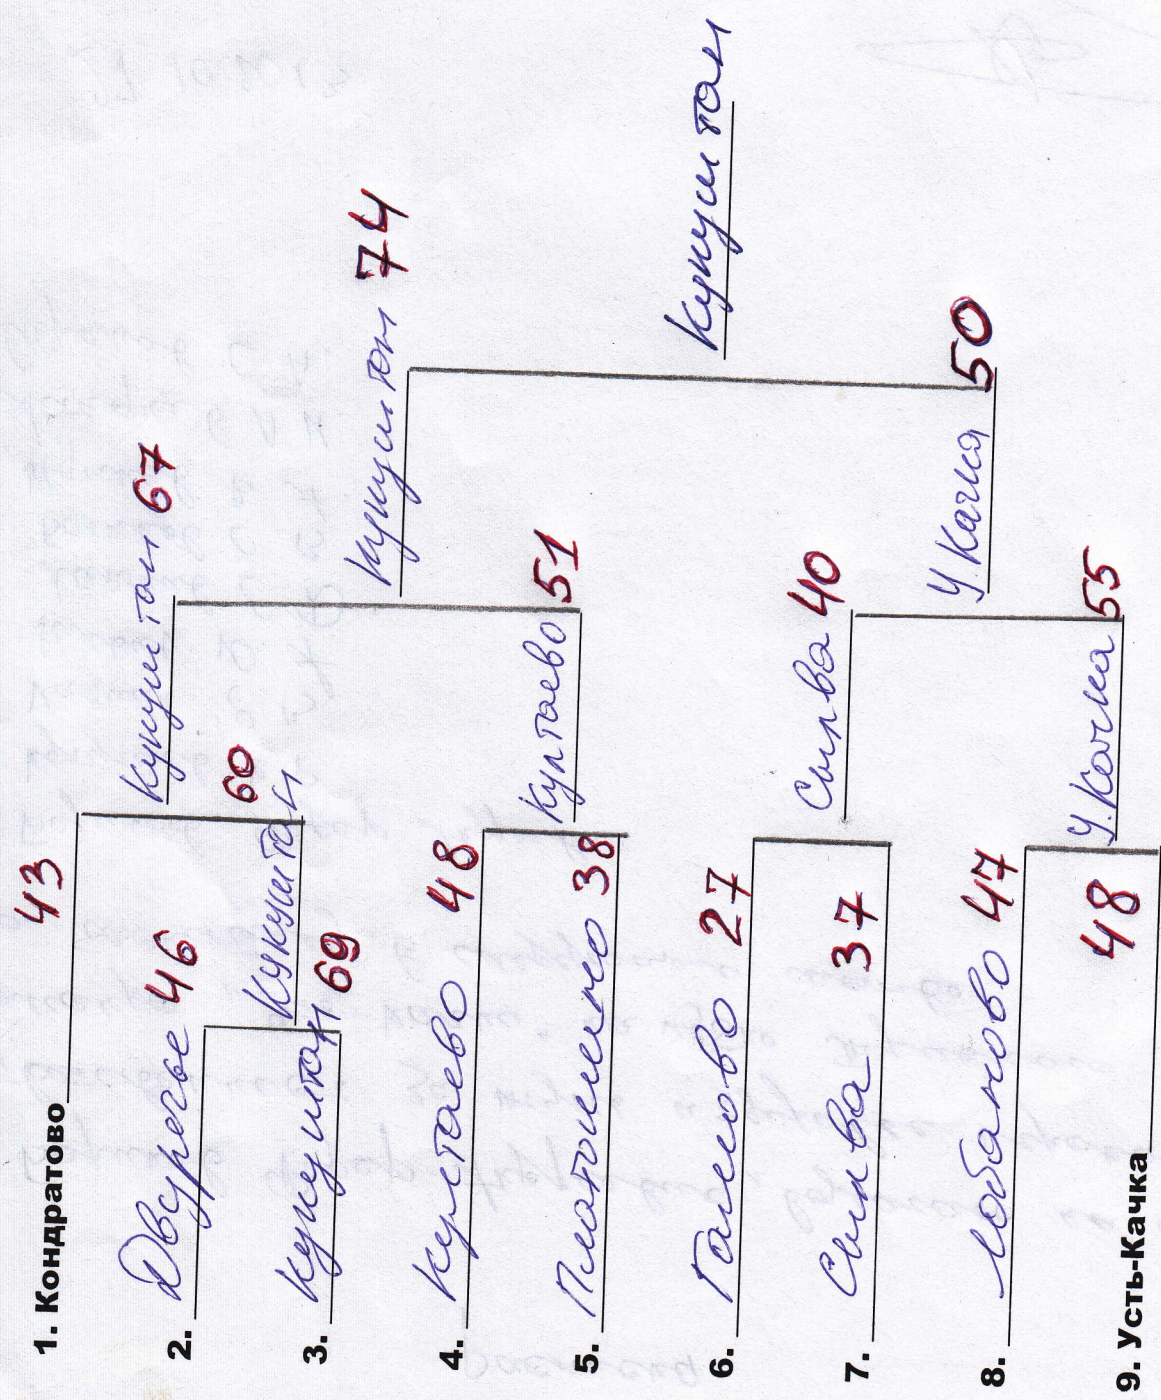 1. Кондратово 43
2. Двуречье 46
3. Кукуштан 69
Кукуштан 60
4. Култаево 48
5. Платошино 38
6. Гамово 27
7. Сылва 37
8. Лобаново 47
9. Усть-Качка 48
Кукуштан 67
Култаево 51
Сылва 40
У.Качка 55
Кукуштан 74
У.Качка 50
Кукуштан